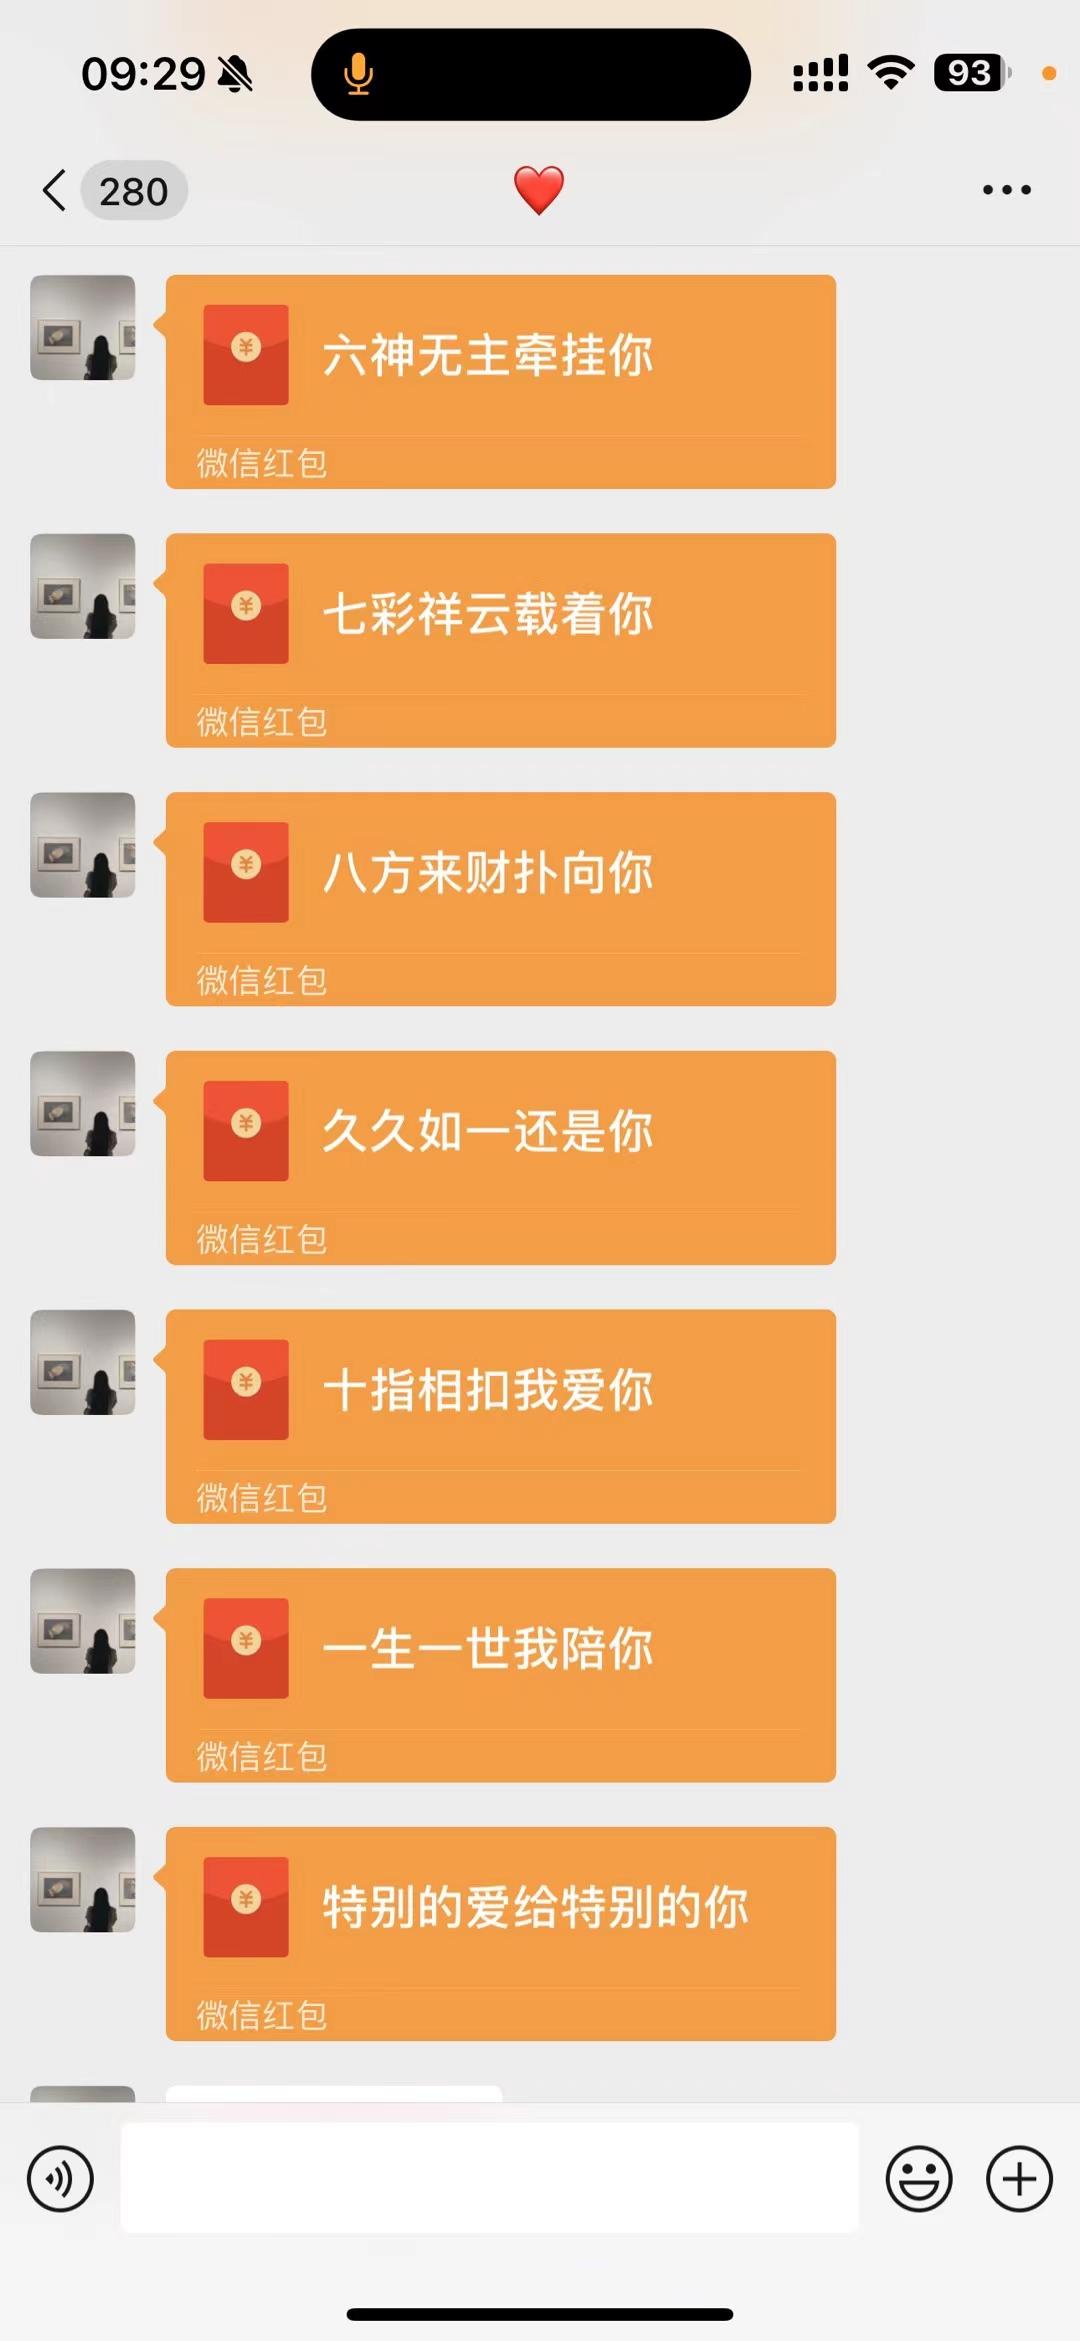 09:29
93
280
六神无主牵挂你
微信红包
七彩祥云载着你
微信红包
八方来财扑向你
微信红包
久久如一还是你
微信红包
十指相扣我爱你
微信红包
一生一世我陪你
微信红包
特别的爱给特别的你
微信红包